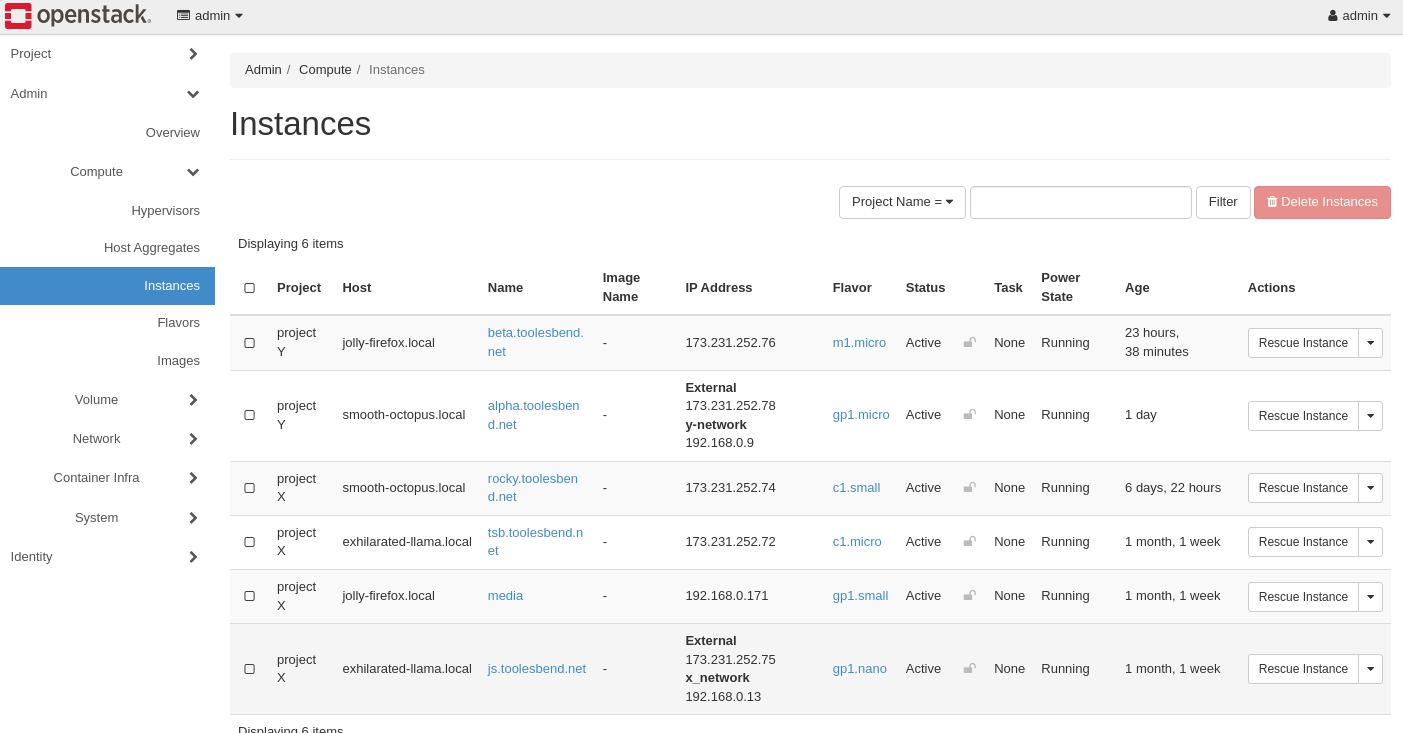 openstack. admin admin
Project
Admin
Overview
Compute
Hypervisors
Host Aggregates
Instances
Flavors
Images
Volume
Network
Container Infra
System
Identity
Admin / Compute / Instances
Instances
Project Name = Filter Delete Instances
Displaying 6 items
Project Host Name Image Name IP Address Flavor Status Task Power State Age Actions
project Y jolly-firefox.local beta.toolesbend.net - 173.231.252.76 m1.micro Active None Running 23 hours, 38 minutes Rescue Instance
project Y smooth-octopus.local alpha.toolesbend.net - External 173.231.252.78 y-network 192.168.0.9 gp1.micro Active None Running 1 day Rescue Instance
project X smooth-octopus.local rocky.toolesbend.net - 173.231.252.74 c1.small Active None Running 6 days, 22 hours Rescue Instance
project X exhilarated-llama.local tsb.toolesbend.net - 173.231.252.72 c1.micro Active None Running 1 month, 1 week Rescue Instance
project X jolly-firefox.local media - 192.168.0.171 gp1.small Active None Running 1 month, 1 week Rescue Instance
project X exhilarated-llama.local js.toolesbend.net - External 173.231.252.75 x_network 192.168.0.13 gp1.nano Active None Running 1 month, 1 week Rescue Instance
Displaying 6 items